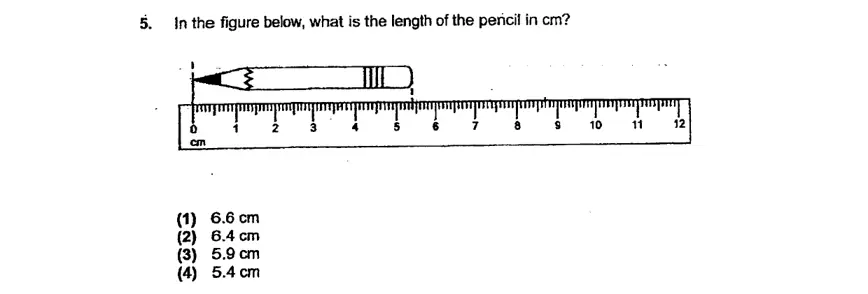 5. In the figure below, what is the length of the pencil in cm?
0 1 2 3 4 5 6 7 8 9 10 11 12
cm
(1) 6.6 cm
(2) 6.4 cm
(3) 5.9 cm
(4) 5.4 cm